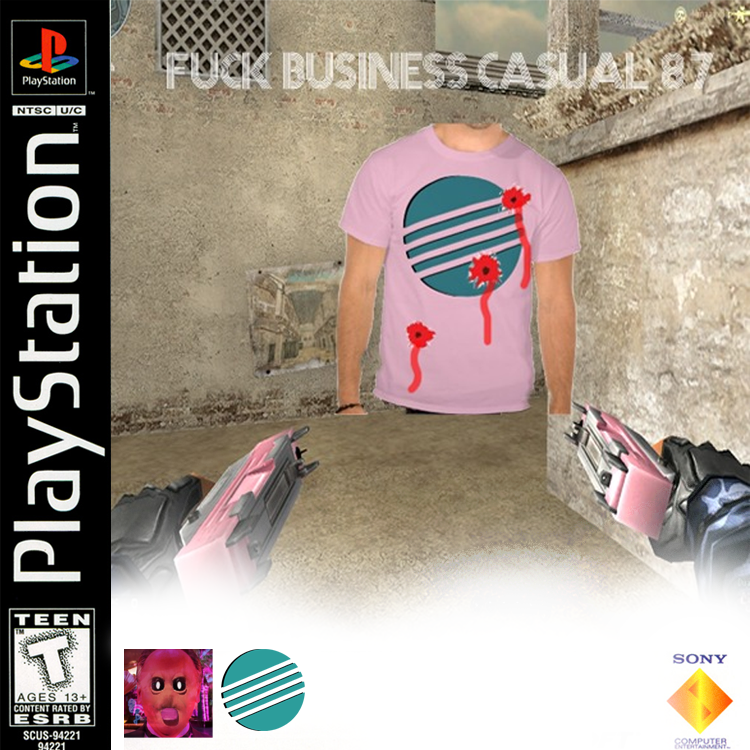 PlayStation
NTSC U/C
PlayStation
TEEN
T
AGES 13+
CONTENT RATED BY
ESRB
SCUS-94221
94221
FUCK BUSINESS CASUAL 87
SONY
COMPUTER
ENTERTAINMENT